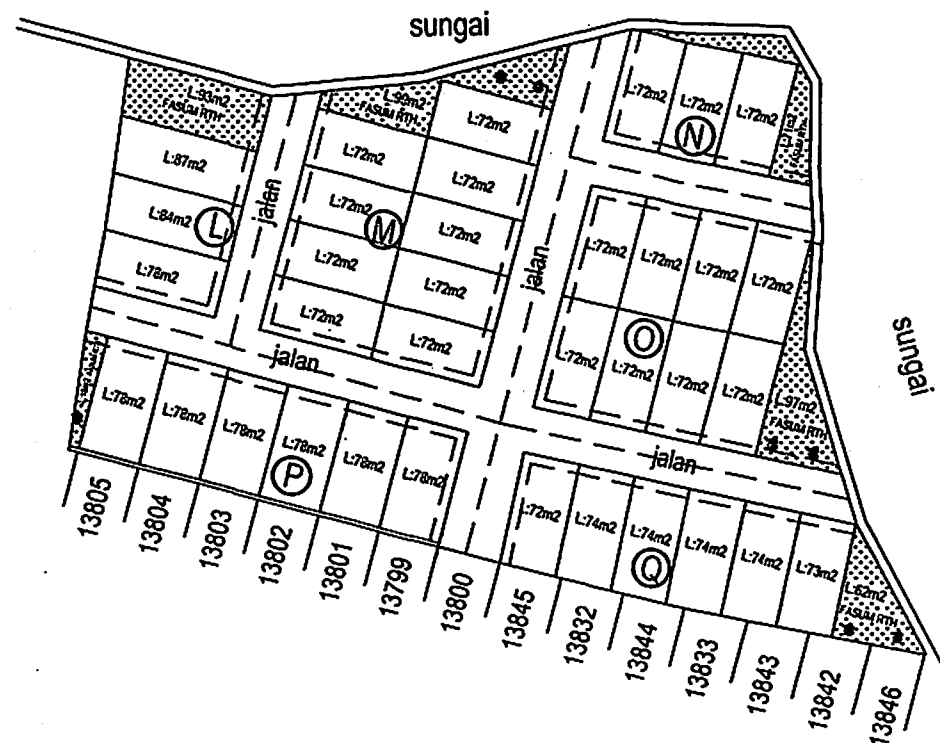 sungai
L:93m2
FASUM RTH
L:87m2
L:84m2
L:78m2
L
jalan
L:99m2
FASUM RTH
L:72m2
L:72m2
L:72m2
L:72m2
L:72m2
L:72m2
L:72m2
L:72m2
L:72m2
M
jalan
L:72m2
L:72m2
L:72m2
N
FASUM RTH
L:72m2
L:72m2
L:72m2
L:72m2
L:72m2
L:72m2
L:72m2
L:72m2
O
L:97m2
FASUM RTH
sungai
jalan
L:78m2
L:78m2
L:78m2
L:78m2
L:78m2
L:78m2
P
jalan
L:72m2
L:74m2
L:74m2
L:74m2
L:74m2
L:73m2
Q
L:62m2
FASUM RTH
13805
13804
13803
13802
13801
13799
13800
13845
13832
13844
13833
13843
13842
13846